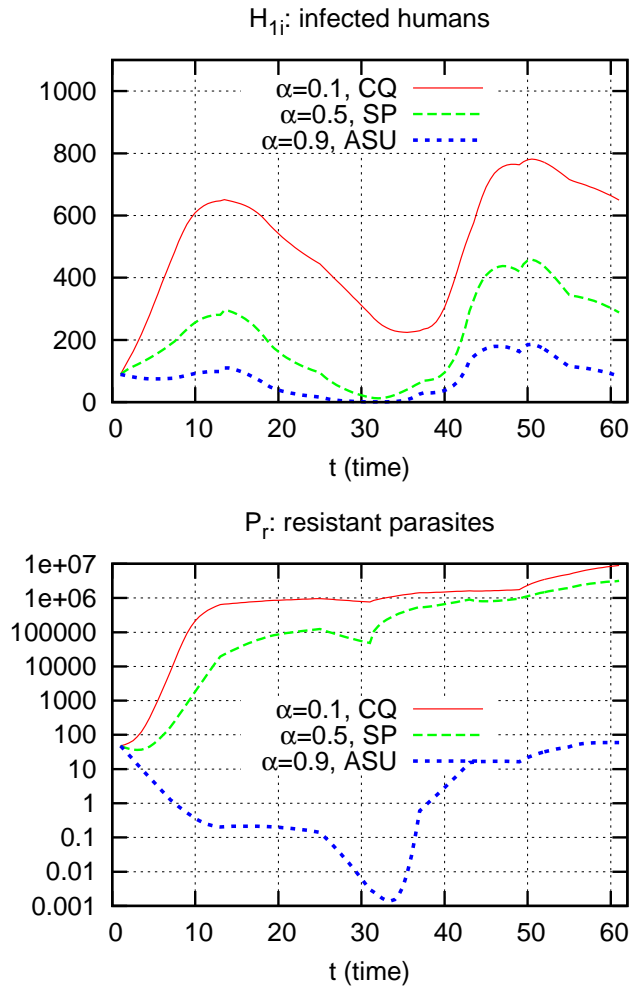 H1i: infected humans
1000
800
600
400
200
0
α=0.1, CQ
α=0.5, SP
α=0.9, ASU
0 10 20 30 40 50 60
t (time)
Pr: resistant parasites
1e+07
1e+06
100000
10000
1000
100
10
1
0.1
0.01
0.001
α=0.1, CQ
α=0.5, SP
α=0.9, ASU
0 10 20 30 40 50 60
t (time)